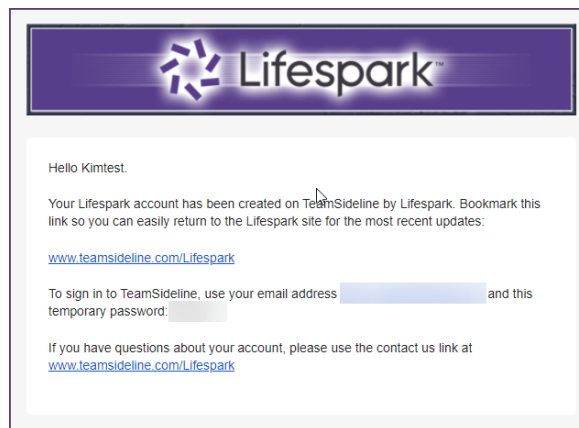 Lifespark™
Hello Kimtest.
Your Lifespark account has been created on TeamSideline by Lifespark. Bookmark this
link so you can easily return to the Lifespark site for the most recent updates:
www.teamsideline.com/Lifespark
To sign in to TeamSideline, use your email address and this
temporary password:
If you have questions about your account, please use the contact us link at
www.teamsideline.com/Lifespark